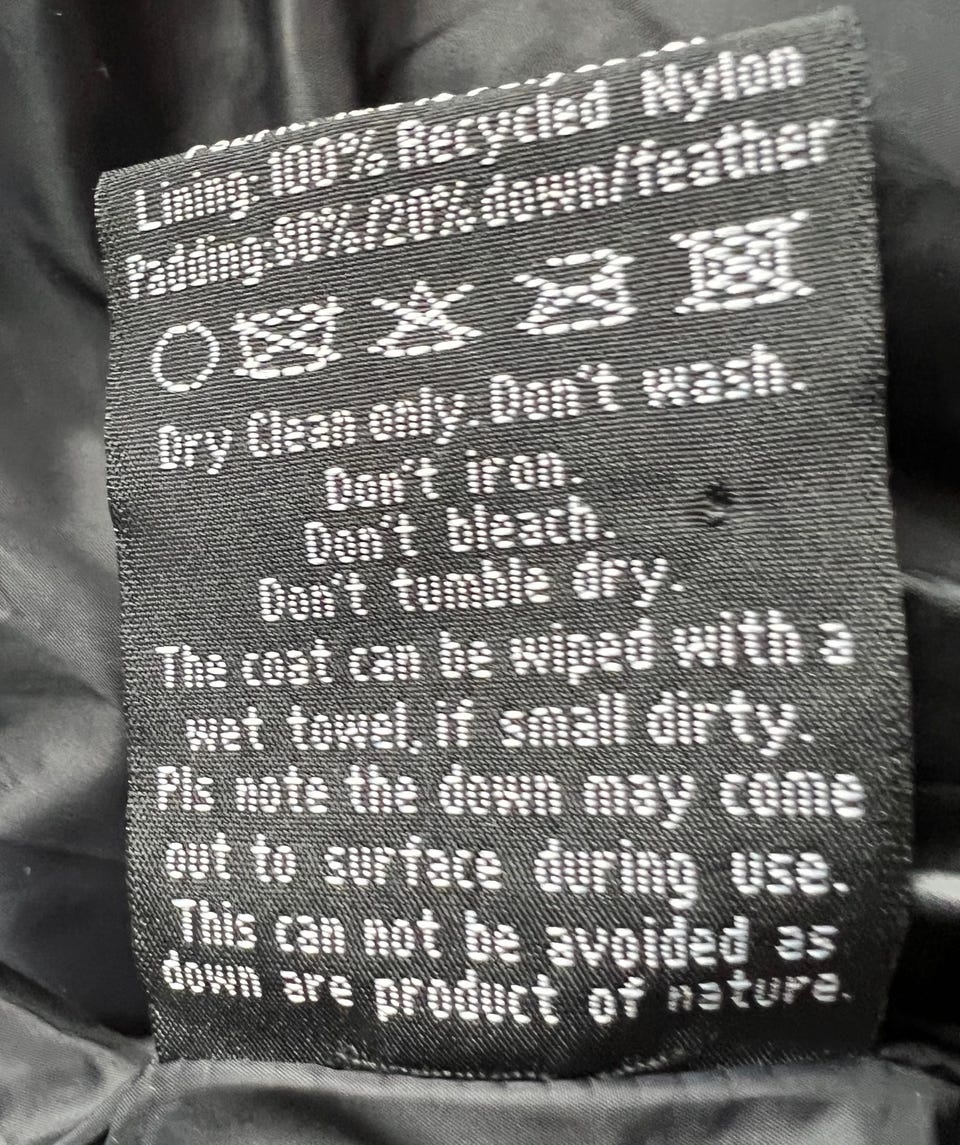 Lining:100% Recycled Nylon
Padding:80%/20%down/feather
Dry Clean only.Don't wash.
Don't iron.
Don't bleach.
Don't tumble dry.
The coat can be wiped with a
wet towel, if small dirty.
Pls note the down may come
out to surface during use.
This can not be avoided as
down are product of nature.